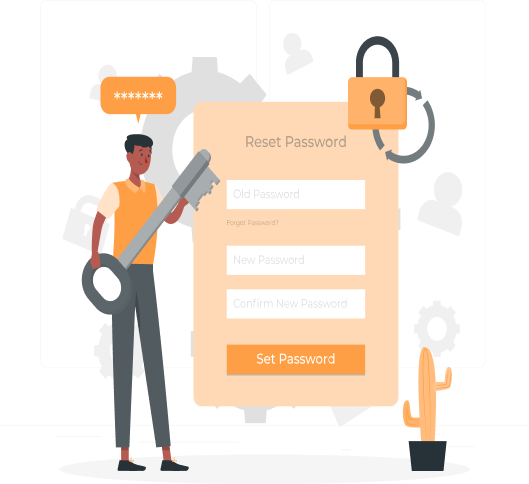 *******
Reset Password
Old Password
Forgot Password?
New Password
Confirm New Password
Set Password